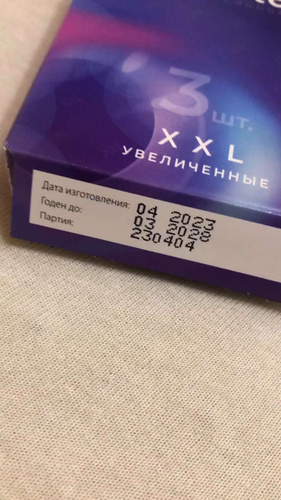 3 шт.
XXL
УВЕЛИЧЕННЫЕ
Дата изготовления: 04 2023
Годен до: 03 2028
Партия: 230404